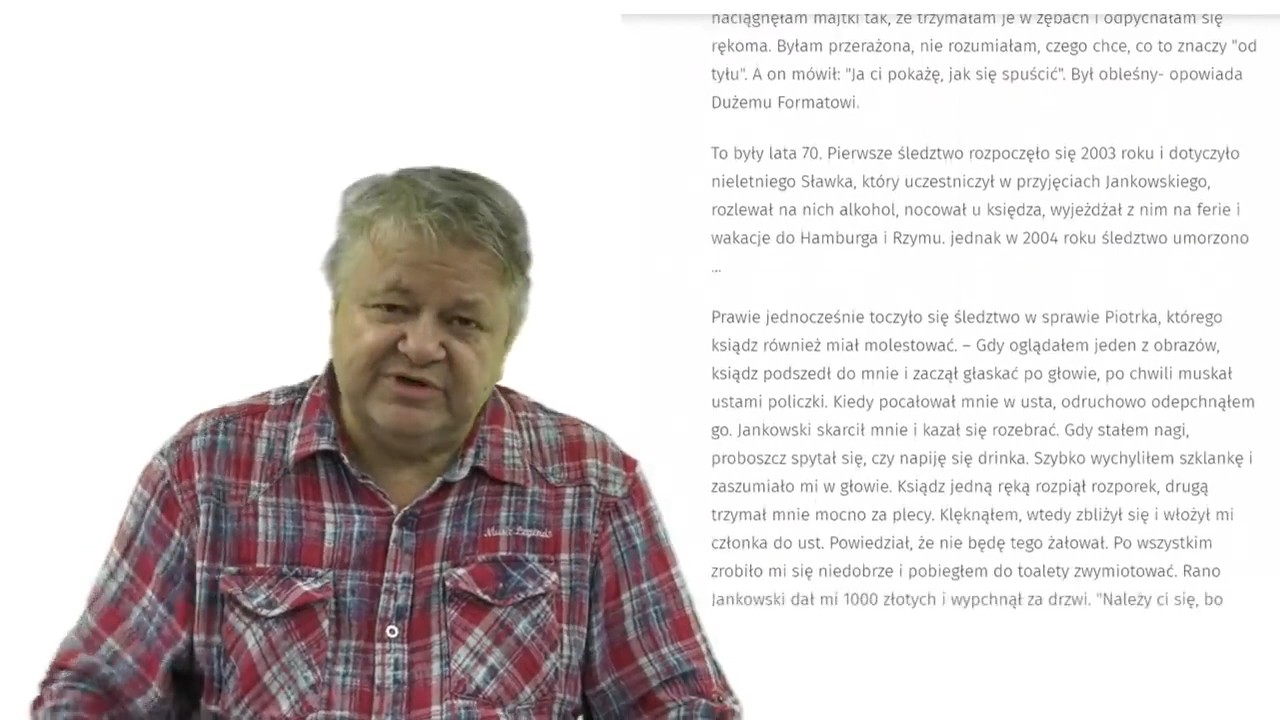 naciągnęłam majtki tak, że trzymałam je w zębach i odpychałam się
rękoma. Byłam przerażona, nie rozumiałam, czego chce, co to znaczy "od
tyłu". A on mówił: "Ja ci pokażę, jak się spuścić". Był obleśny- opowiada
Dużemu Formatowi.
To były lata 70. Pierwsze śledztwo rozpoczęło się 2003 roku i dotyczyło
nieletniego Sławka, który uczestniczył w przyjęciach Jankowskiego,
rozlewał na nich alkohol, nocował u księdza, wyjeżdżał z nim na ferie i
wakacje do Hamburga i Rzymu. jednak w 2004 roku śledztwo umorzono
...
Prawie jednocześnie toczyło się śledztwo w sprawie Piotrka, którego
ksiądz również miał molestować. – Gdy oglądałem jeden z obrazów,
ksiądz podszedł do mnie i zaczął głaskać po głowie, po chwili muskał
ustami policzki. Kiedy pocałował mnie w usta, odruchowo odepchnąłem
go. Jankowski skarcił mnie i kazał się rozebrać. Gdy stałem nagi,
proboszcz spytał się, czy napiję się drinka. Szybko wychyliłem szklankę i
zaszumiało mi w głowie. Ksiądz jedną ręką rozpiął rozporek, drugą
trzymał mnie mocno za plecy. Klęknąłem, wtedy zbliżył się i włożył mi
członka do ust. Powiedział, że nie będę tego żałował. Po wszystkim
zrobiło mi się niedobrze i pobiegłem do toalety zwymiotować. Rano
Jankowski dał mi 1000 złotych i wypchnął za drzwi. "Należy ci się, bo
Music Legends